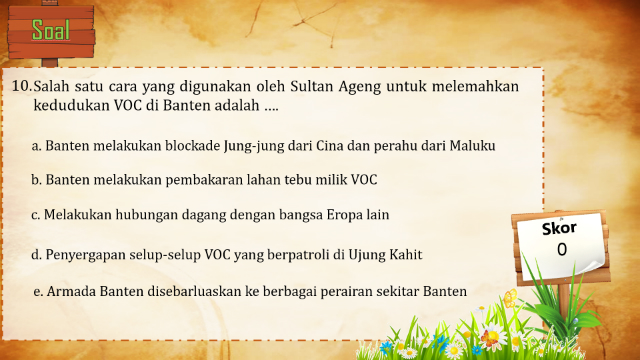 Soal
10.Salah satu cara yang digunakan oleh Sultan Ageng untuk melemahkan
kedudukan VOC di Banten adalah ....
a. Banten melakukan blockade Jung-jung dari Cina dan perahu dari Maluku
b. Banten melakukan pembakaran lahan tebu milik VOC
c. Melakukan hubungan dagang dengan bangsa Eropa lain
d. Penyergapan selup-selup VOC yang berpatroli di Ujung Kahit
e. Armada Banten disebarluaskan ke berbagai perairan sekitar Banten
Skor
0